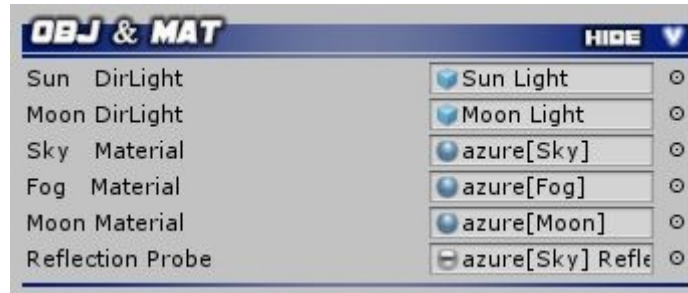 OBJ & MAT HIDE V
Sun DirLight Sun Light
Moon DirLight Moon Light
Sky Material azure[Sky]
Fog Material azure[Fog]
Moon Material azure[Moon]
Reflection Probe azure[Sky] Refle